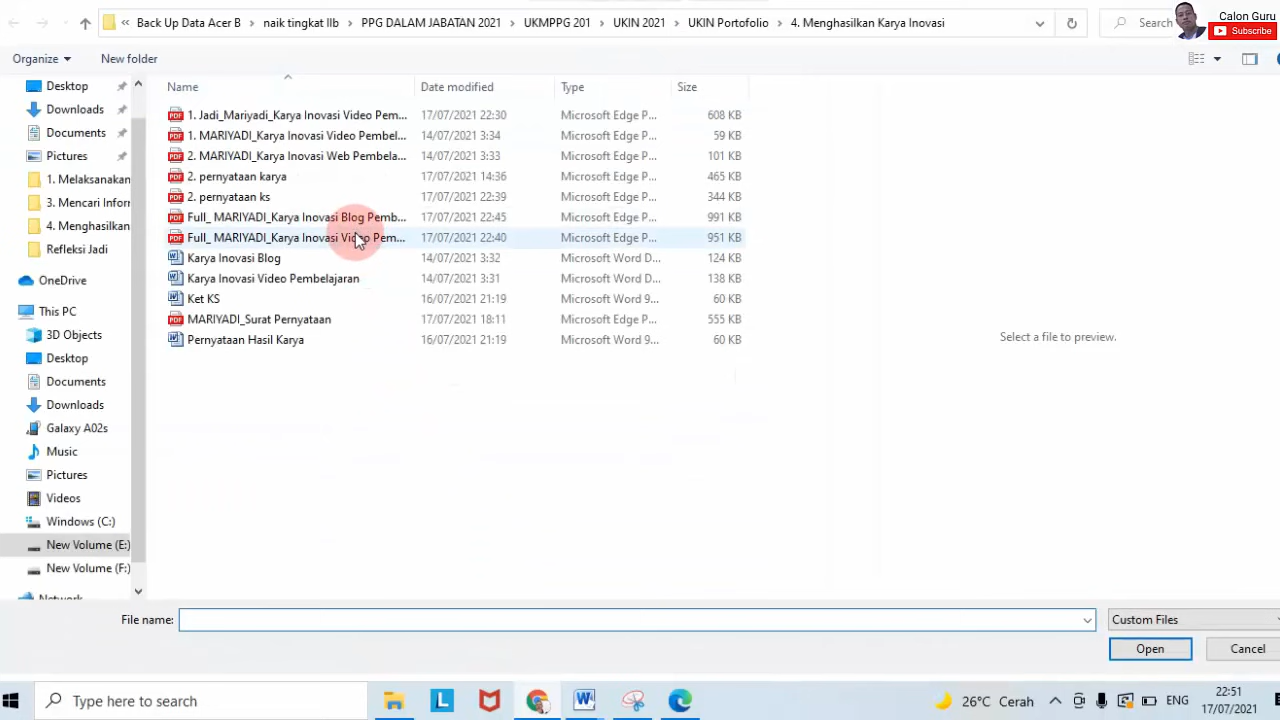 Back Up Data Acer B > naik tingkat IIb > PPG DALAM JABATAN 2021 > UKMPPG 201 > UKIN 2021 > UKIN Portofolio > 4. Menghasilkan Karya Inovasi
Search
Calon Guru
Subscribe
Organize
New folder
Name
Date modified
Type
Size
1. Jadi_Mariyadi_Karya Inovasi Video Pem... 17/07/2021 22:30 Microsoft Edge P... 608 KB
1. MARIYADI_Karya Inovasi Video Pembel... 14/07/2021 3:34 Microsoft Edge P... 59 KB
2. MARIYADI_Karya Inovasi Web Pembela... 14/07/2021 3:33 Microsoft Edge P... 101 KB
2. pernyataan karya 17/07/2021 14:36 Microsoft Edge P... 465 KB
2. pernyataan ks 17/07/2021 22:39 Microsoft Edge P... 344 KB
Full_ MARIYADI_Karya Inovasi Blog Pemb... 17/07/2021 22:45 Microsoft Edge P... 991 KB
Full_ MARIYADI_Karya Inovasi Video Pem... 17/07/2021 22:40 Microsoft Edge P... 951 KB
Karya Inovasi Blog 14/07/2021 3:32 Microsoft Word D... 124 KB
Karya Inovasi Video Pembelajaran 14/07/2021 3:31 Microsoft Word D... 138 KB
Ket KS 16/07/2021 21:19 Microsoft Word 9... 60 KB
MARIYADI_Surat Pernyataan 17/07/2021 18:11 Microsoft Edge P... 555 KB
Pernyataan Hasil Karya 16/07/2021 21:19 Microsoft Word 9... 60 KB
Desktop
Downloads
Documents
Pictures
1. Melaksanakan
3. Mencari Infor
4. Menghasilkan
Refleksi Jadi
OneDrive
This PC
3D Objects
Desktop
Documents
Downloads
Galaxy A02s
Music
Pictures
Videos
Windows (C:)
New Volume (E:)
New Volume (F:)
Network
Select a file to preview.
File name:
Custom Files
Open
Cancel
Type here to search
L
26°C Cerah
ENG
22:51
17/07/2021